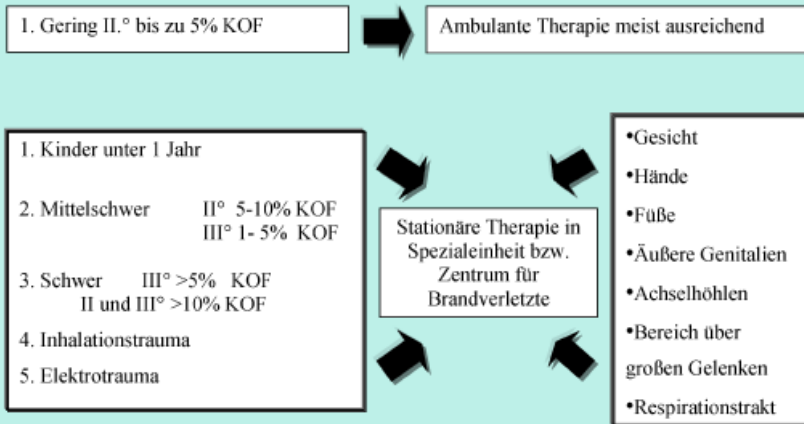 1. Gering II.° bis zu 5% KOF
Ambulante Therapie meist ausreichend
1. Kinder unter 1 Jahr
2. Mittelschwer II° 5-10% KOF
III° 1- 5% KOF
3. Schwer III° >5% KOF
II und III° >10% KOF
4. Inhalationstrauma
5. Elektrotrauma
Stationäre Therapie in
Spezialeinheit bzw.
Zentrum für
Brandverletzte
•Gesicht
•Hände
•Füße
•Äußere Genitalien
•Achselhöhlen
•Bereich über
großen Gelenken
•Respirationstrakt